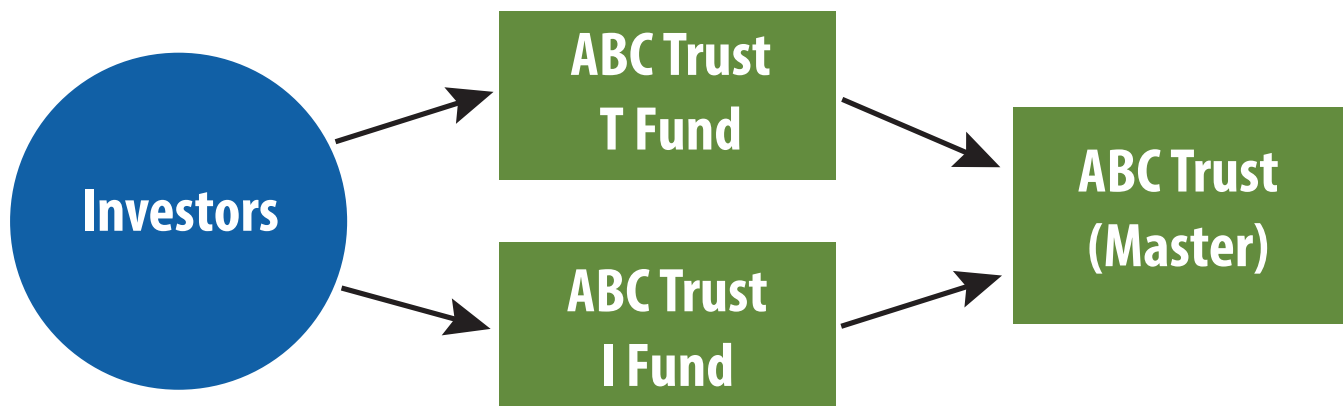 Investors
ABC Trust
T Fund
ABC Trust
I Fund
ABC Trust
(Master)